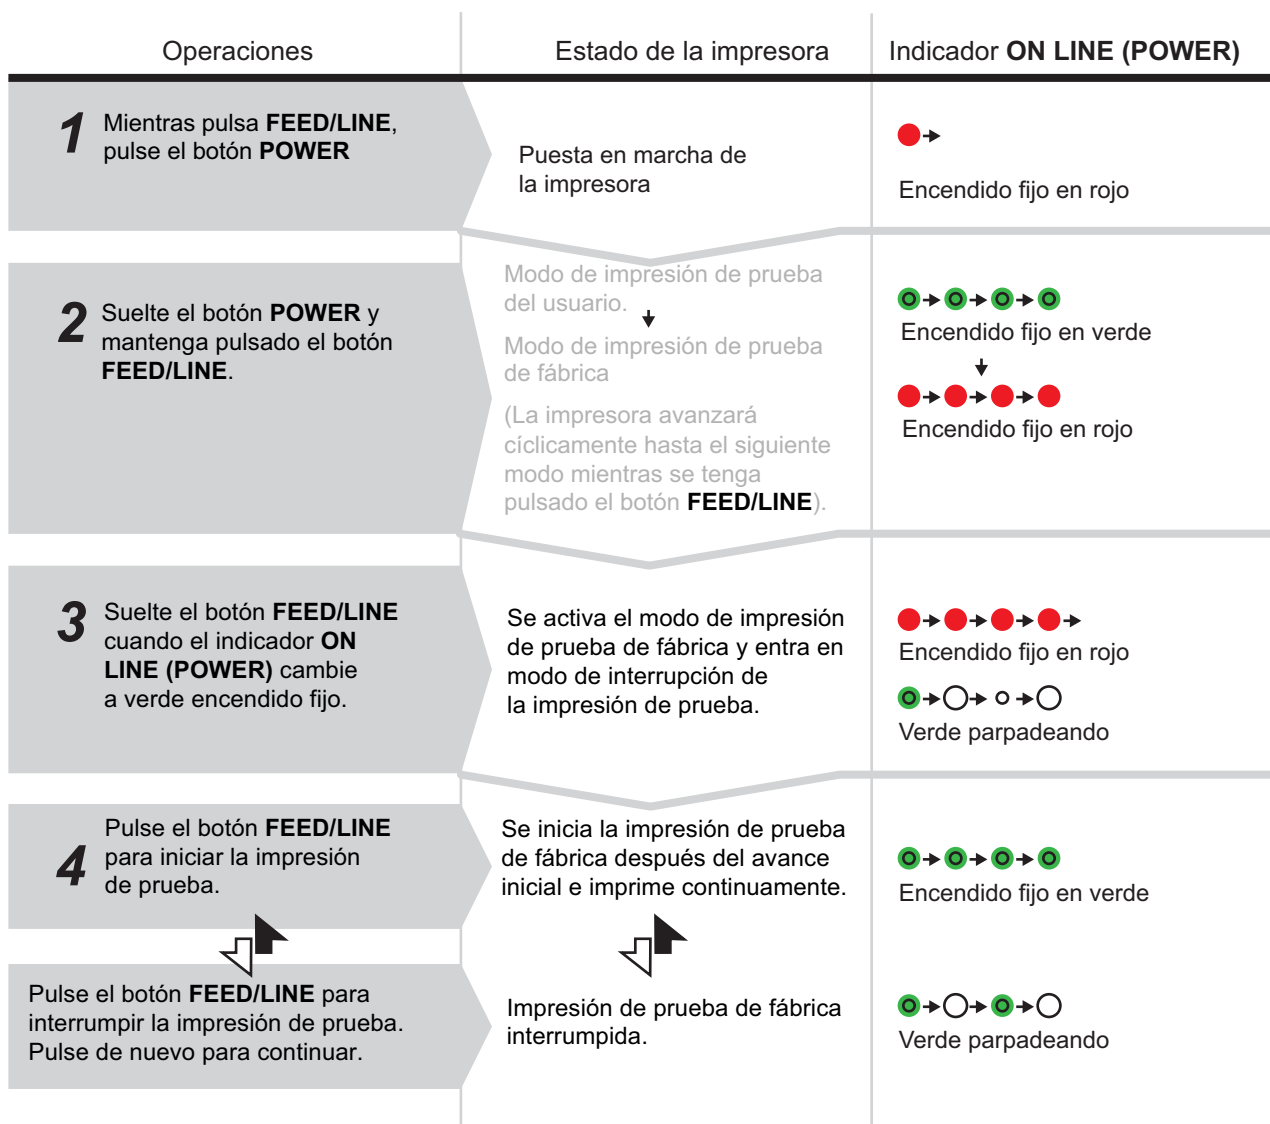 Operaciones
Estado de la impresora
Indicador ON LINE (POWER)
1
Mientras pulsa FEED/LINE,
pulse el botón POWER
Puesta en marcha de
la impresora
Encendido fijo en rojo
2
Suelte el botón POWER y
mantenga pulsado el botón
FEED/LINE.
Modo de impresión de prueba
del usuario.
Modo de impresión de prueba
de fábrica
(La impresora avanzará
cíclicamente hasta el siguiente
modo mientras se tenga
pulsado el botón FEED/LINE).
Encendido fijo en verde
Encendido fijo en rojo
3
Suelte el botón FEED/LINE
cuando el indicador ON
LINE (POWER) cambie
a verde encendido fijo.
Se activa el modo de impresión
de prueba de fábrica y entra en
modo de interrupción de
la impresión de prueba.
Encendido fijo en rojo
Verde parpadeando
4
Pulse el botón FEED/LINE
para iniciar la impresión
de prueba.
Se inicia la impresión de prueba
de fábrica después del avance
inicial e imprime continuamente.
Encendido fijo en verde
Pulse el botón FEED/LINE para
interrumpir la impresión de prueba.
Pulse de nuevo para continuar.
Impresión de prueba de fábrica
interrumpida.
Verde parpadeando